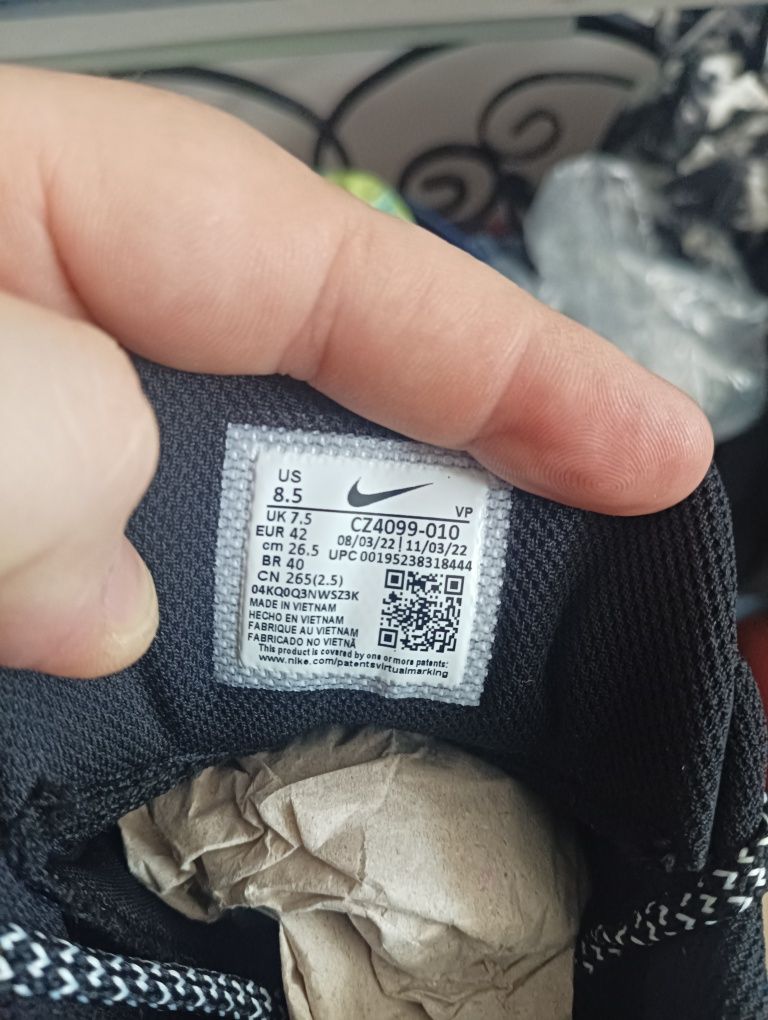 US
8.5
VP
UK 7.5
CZ4099-010
EUR 42
08/03/22 | 11/03/22
cm 26.5
UPC 00195238318444
BR 40
CN 265(2.5)
04KQ0Q3NWSZ3K
MADE IN VIETNAM
HECHO EN VIETNAM
FABRIQUE AU VIETNAM
FABRICADO NO VIETNÃ
This product is covered by one or more patents:
www.nike.com/patentsvirtualmarking